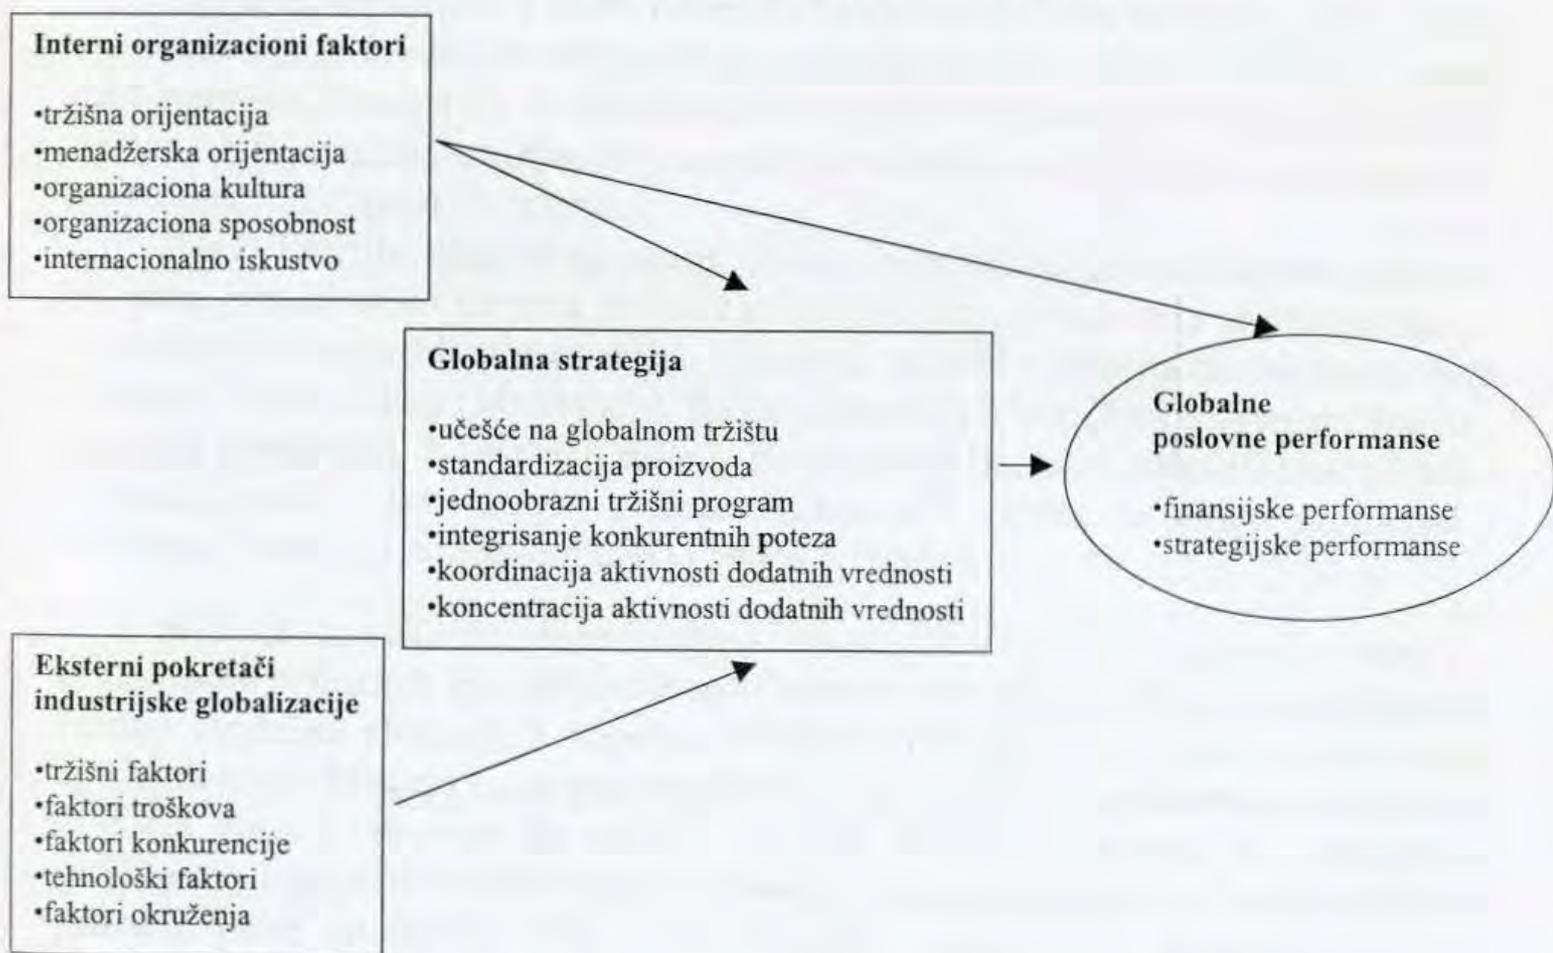 Interni organizacioni faktori
•tržišna orijentacija
•menadžerska orijentacija
•organizaciona kultura
•organizaciona sposobnost
•internacionalno iskustvo
Globalna strategija
•učešće na globalnom tržištu
•standardizacija proizvoda
•jednoobrazni tržišni program
•integrisanje konkurentnih poteza
•koordinacija aktivnosti dodatnih vrednosti
•koncentracija aktivnosti dodatnih vrednosti
Globalne
poslovne performanse
•finansijske performanse
•strategijske performanse
Eksterni pokretači
industrijske globalizacije
•tržišni faktori
•faktori troškova
•faktori konkurencije
•tehnološki faktori
•faktori okruženja